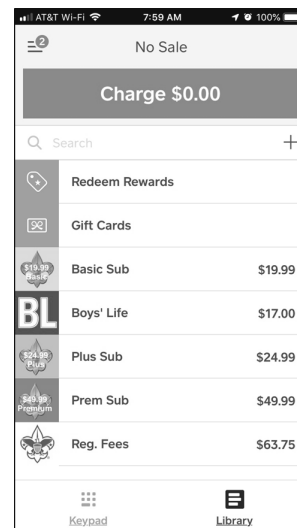 AT&T Wi-Fi 7:59 AM 100%
2
No Sale
Charge $0.00
Search
Redeem Rewards
Gift Cards
$19.99
Basic
Basic Sub $19.99
BL Boys' Life $17.00
$24.99
Plus
Plus Sub $24.99
$49.99
Premium
Prem Sub $49.99
Reg. Fees $63.75
Keypad Library